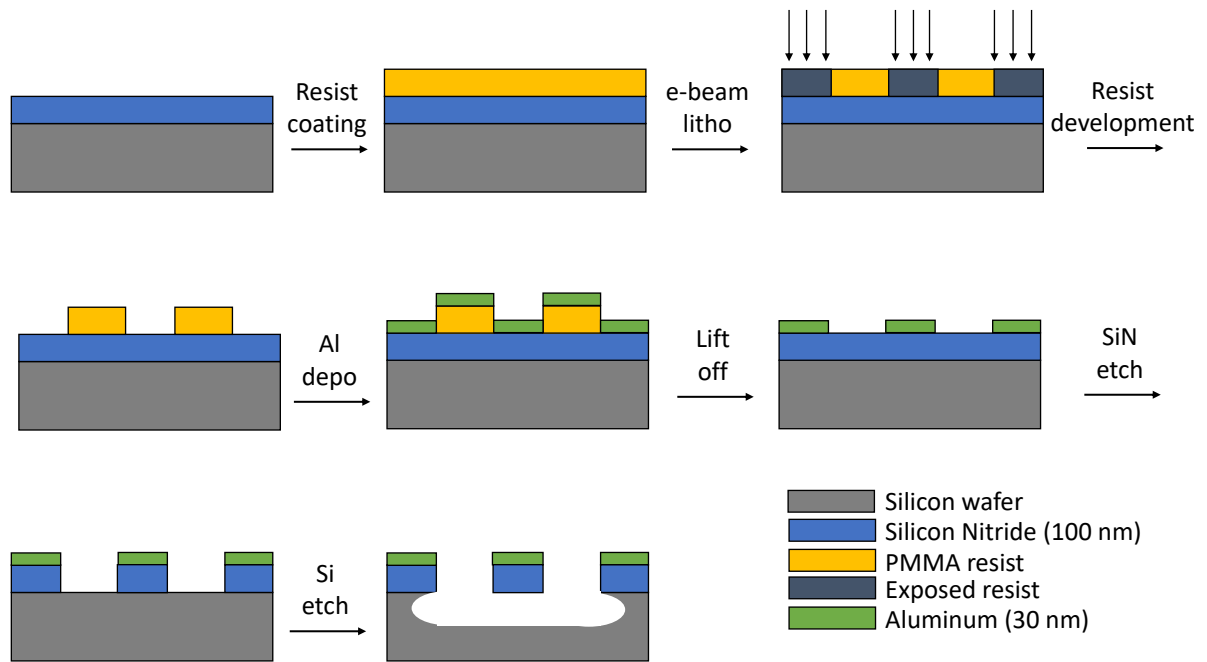 Resist
coating
e-beam
litho
Resist
development
Al
depo
Lift
off
SiN
etch
Si
etch
Silicon wafer
Silicon Nitride (100 nm)
PMMA resist
Exposed resist
Aluminum (30 nm)